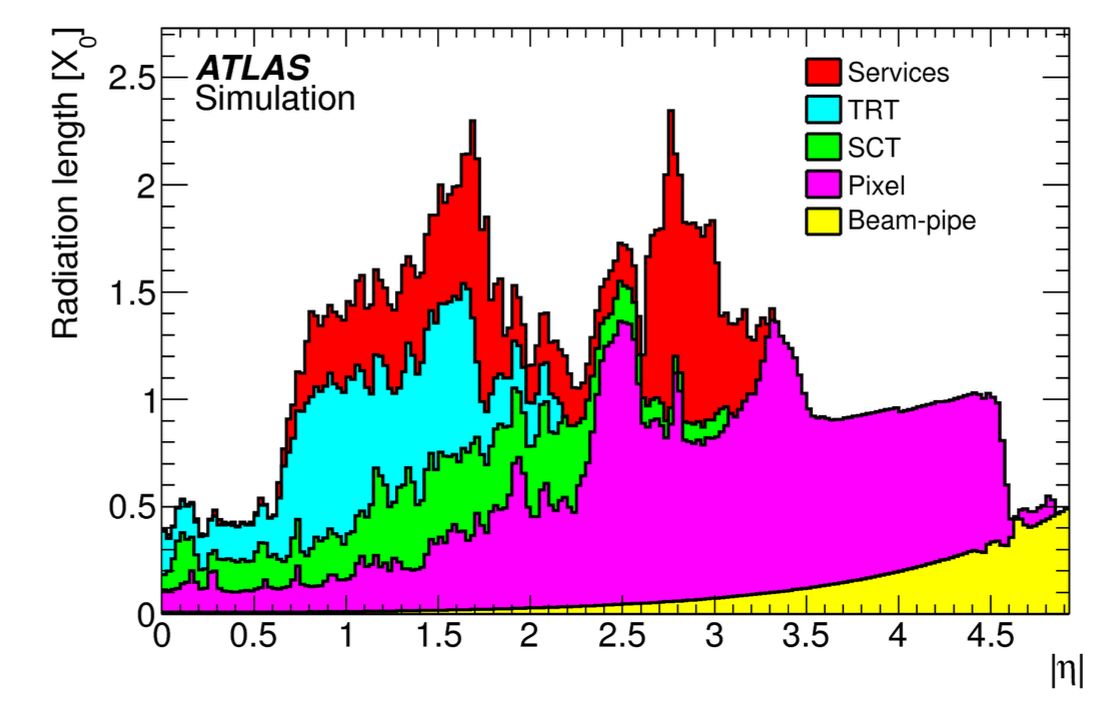 Radiation length [X0]
2.5
2
1.5
1
0.5
0
ATLAS
Simulation
Services
TRT
SCT
Pixel
Beam-pipe
0 0.5 1 1.5 2 2.5 3 3.5 4 4.5
|η|